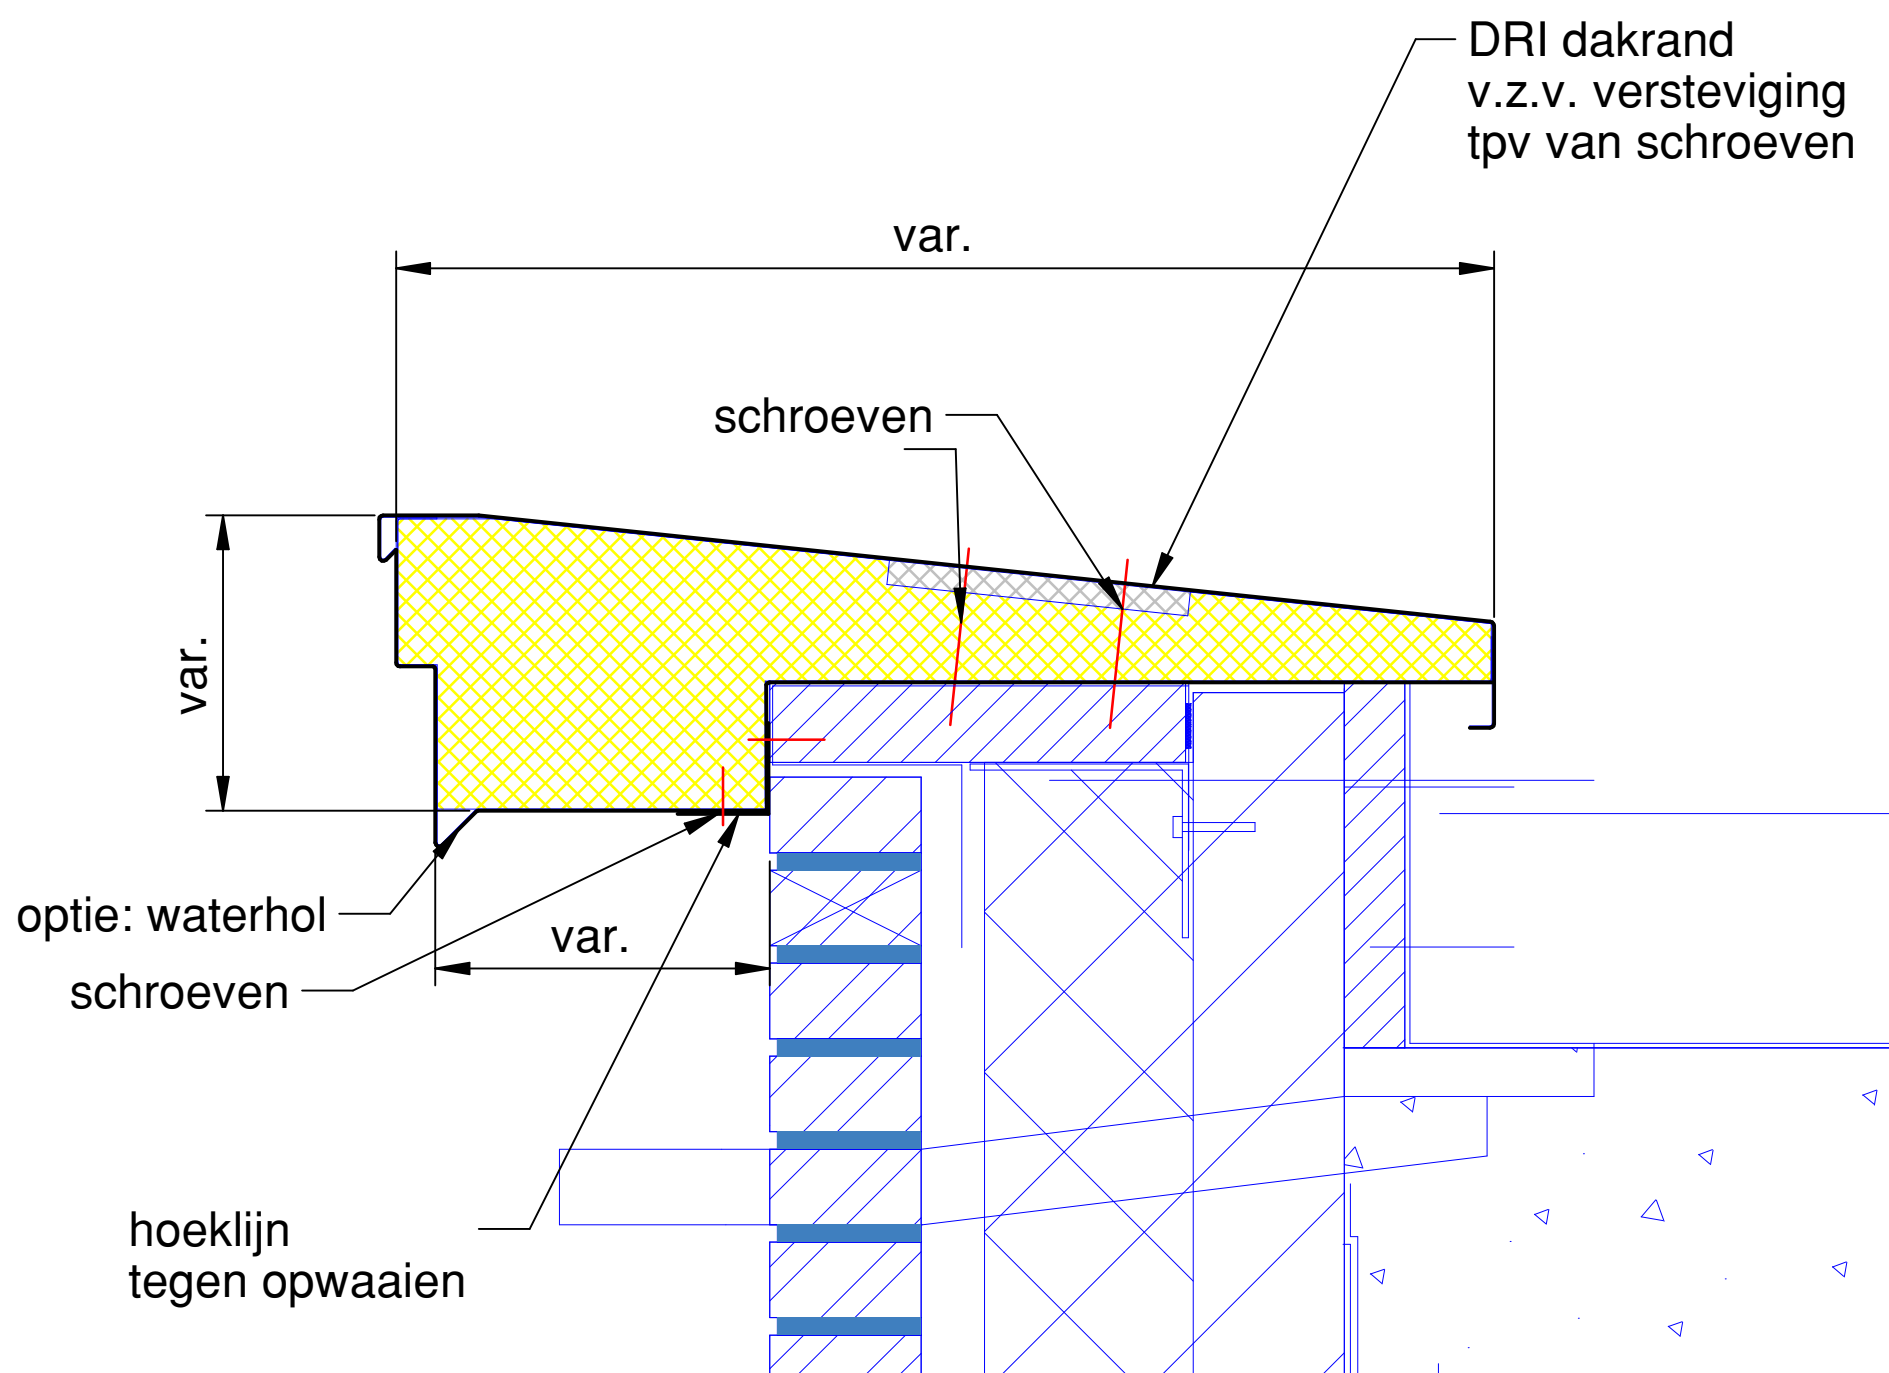 DRI dakrand
v.z.v. versteviging
tpv van schroeven
var.
schroeven
var.
optie: waterhol
var.
schroeven
hoeklijn
tegen opwaaien